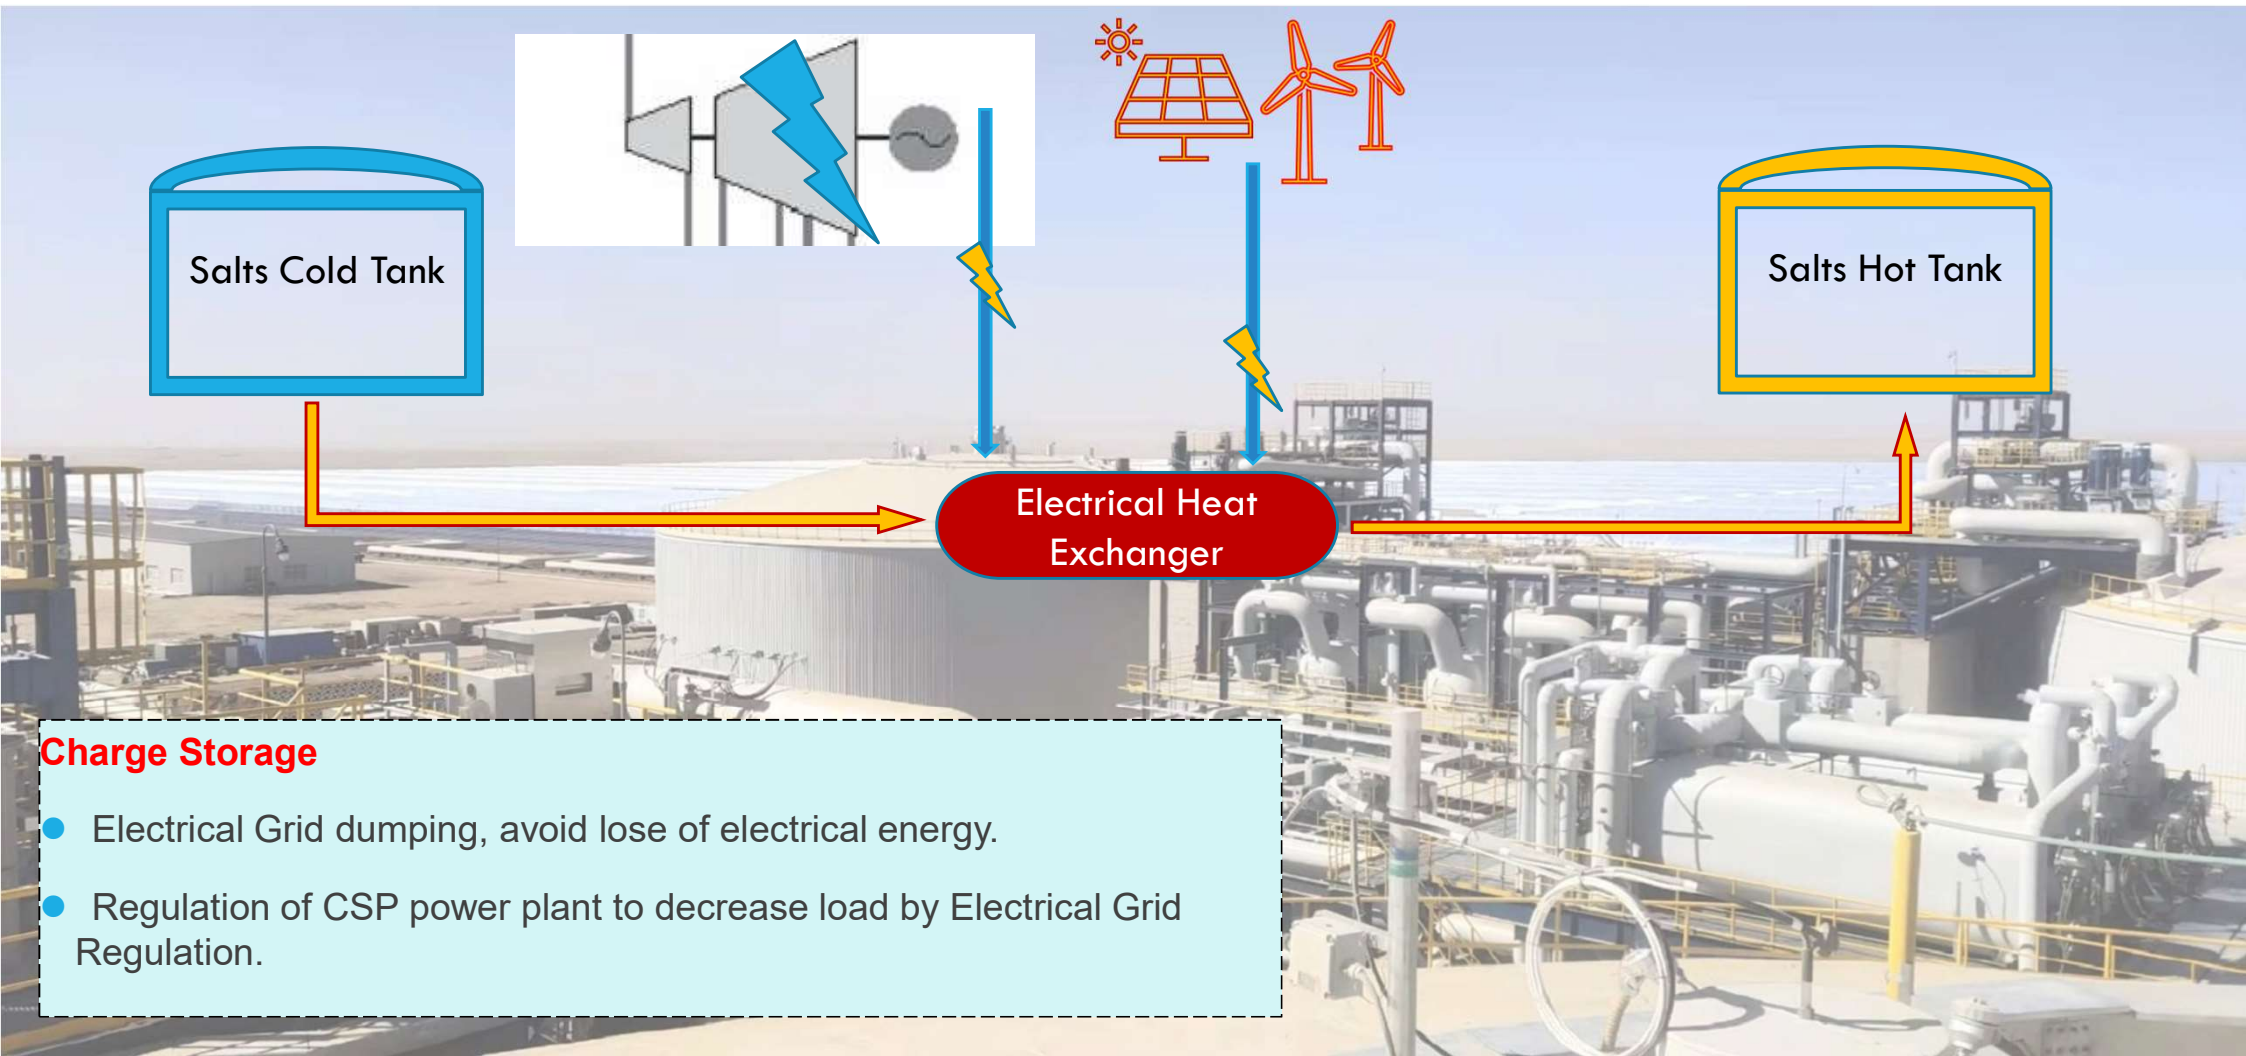 Salts Cold Tank
Salts Hot Tank
Electrical Heat
Exchanger
Charge Storage
Electrical Grid dumping, avoid lose of electrical energy.
Regulation of CSP power plant to decrease load by Electrical Grid
Regulation.